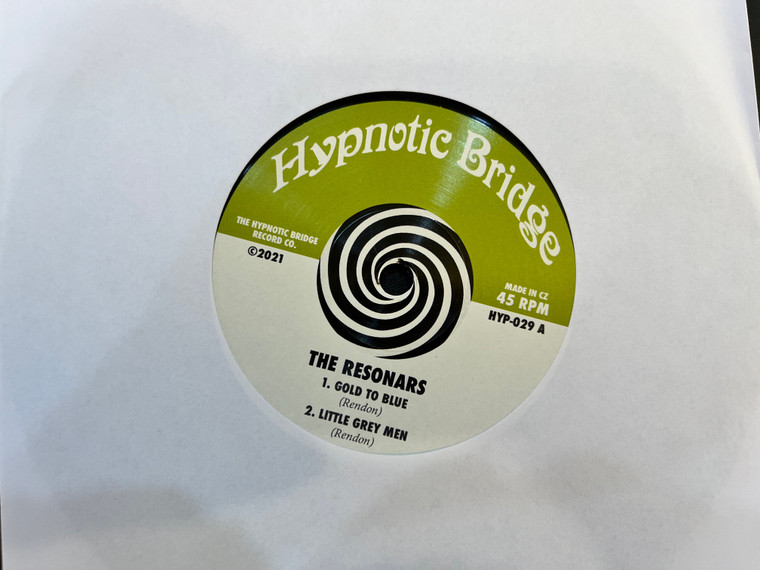 Hypnotic Bridge
THE HYPNOTIC BRIDGE
RECORD CO.
©2021
MADE IN CZ
45 RPM
HYP-029 A
THE RESONARS
1. GOLD TO BLUE
(Rendon)
2. LITTLE GREY MEN
(Rendon)